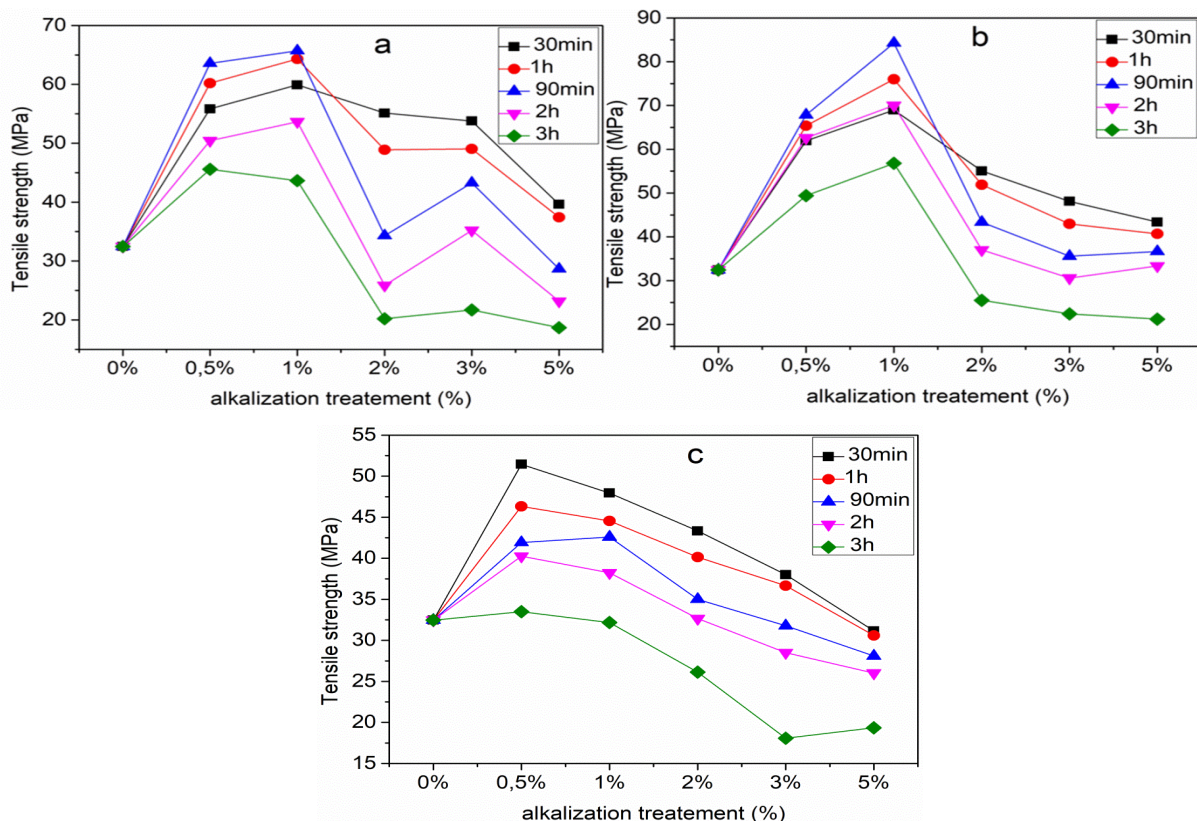 a
Tensile strength (MPa)
70
60
50
40
30
20
0%
0,5%
1%
2%
3%
5%
alkalization treatement (%)
30min
1h
90min
2h
3h
b
Tensile strength (MPa)
90
80
70
60
50
40
30
20
0%
0,5%
1%
2%
3%
5%
alkalization treatement (%)
30min
1h
90min
2h
3h
c
Tensile strength (MPa)
55
50
45
40
35
30
25
20
15
0%
0,5%
1%
2%
3%
5%
alkalization treatement (%)
30min
1h
90min
2h
3h